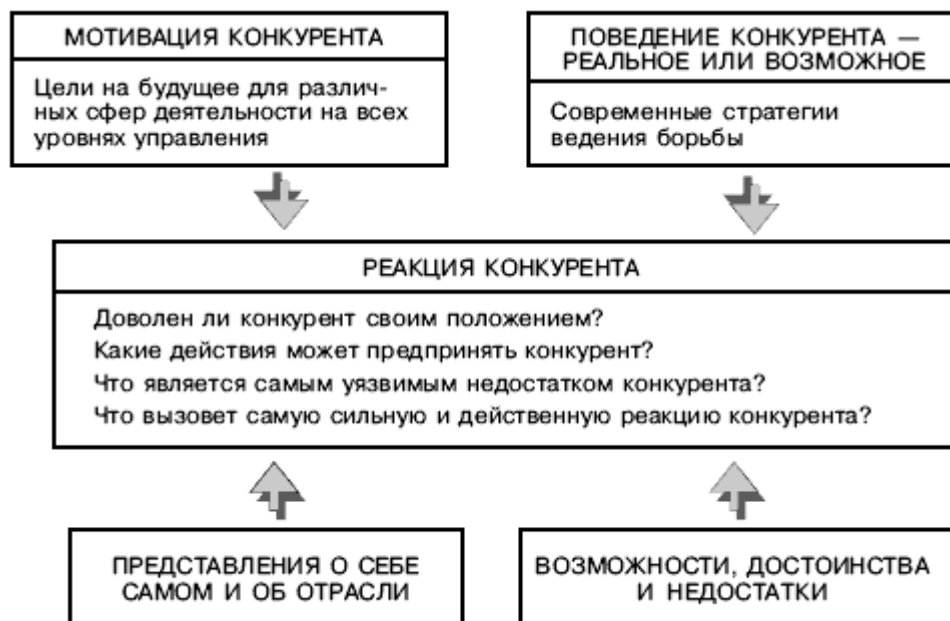 МОТИВАЦИЯ КОНКУРЕНТА
Цели на будущее для различ-
ных сфер деятельности на всех
уровнях управления
ПОВЕДЕНИЕ КОНКУРЕНТА —
РЕАЛЬНОЕ ИЛИ ВОЗМОЖНОЕ
Современные стратегии
ведения борьбы
РЕАКЦИЯ КОНКУРЕНТА
Доволен ли конкурент своим положением?
Какие действия может предпринять конкурент?
Что является самым уязвимым недостатком конкурента?
Что вызовет самую сильную и действенную реакцию конкурента?
ПРЕДСТАВЛЕНИЯ О СЕБЕ
САМОМ И ОБ ОТРАСЛИ
ВОЗМОЖНОСТИ, ДОСТОИНСТВА
И НЕДОСТАТКИ